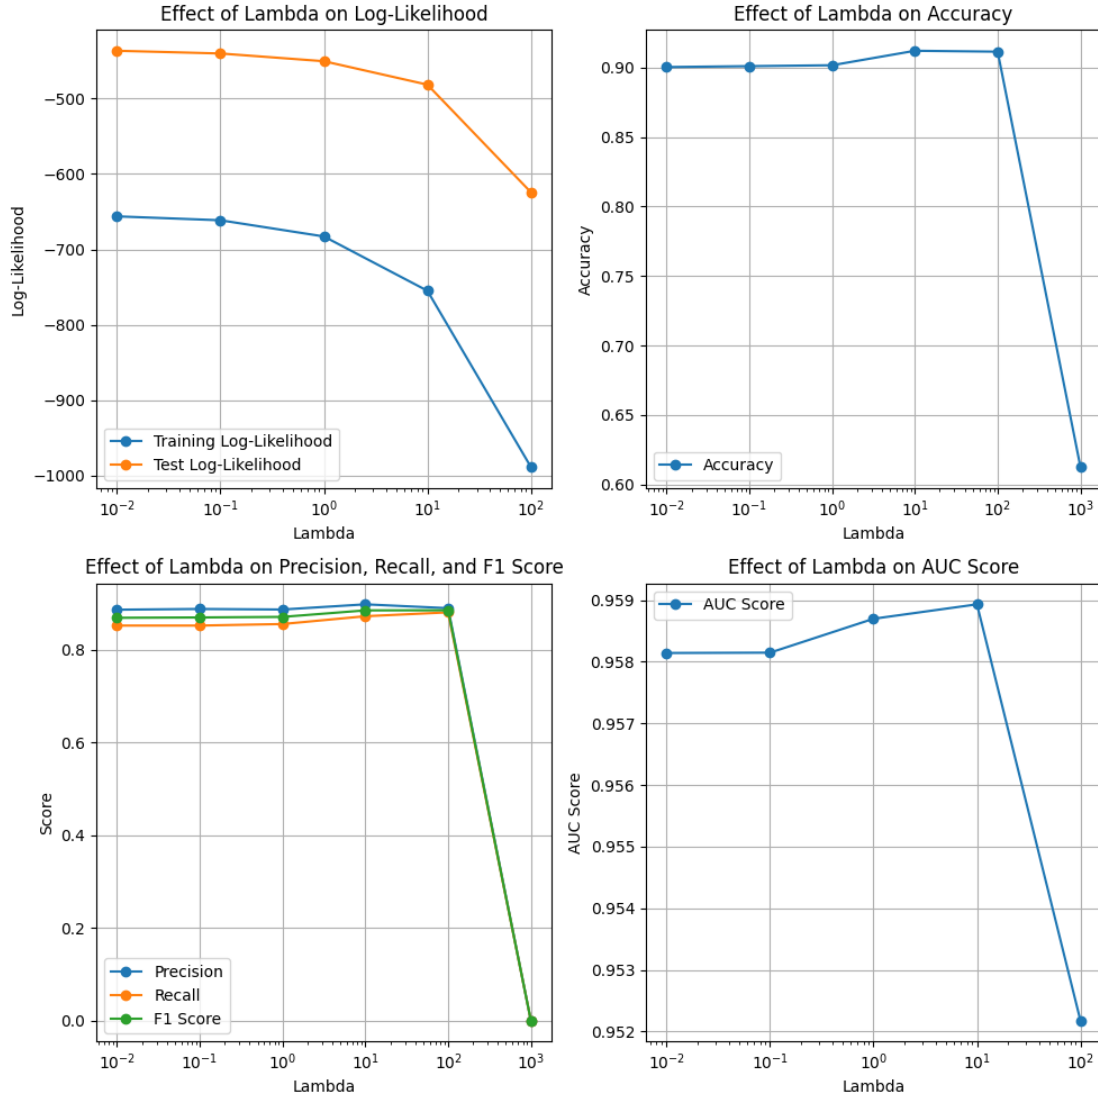 Effect of Lambda on Log-Likelihood
−500
−600
−700
−800
−900
−1000
Log-Likelihood
Training Log-Likelihood
Test Log-Likelihood
10⁻²
10⁻¹
10⁰
10¹
10²
Lambda
Effect of Lambda on Accuracy
0.90
0.85
0.80
0.75
0.70
0.65
0.60
Accuracy
Accuracy
10⁻²
10⁻¹
10⁰
10¹
10²
10³
Lambda
Effect of Lambda on Precision, Recall, and F1 Score
0.8
0.6
0.4
0.2
0.0
Score
Precision
Recall
F1 Score
10⁻²
10⁻¹
10⁰
10¹
10²
10³
Lambda
Effect of Lambda on AUC Score
0.959
0.958
0.957
0.956
0.955
0.954
0.953
0.952
AUC Score
AUC Score
10⁻²
10⁻¹
10⁰
10¹
10²
Lambda